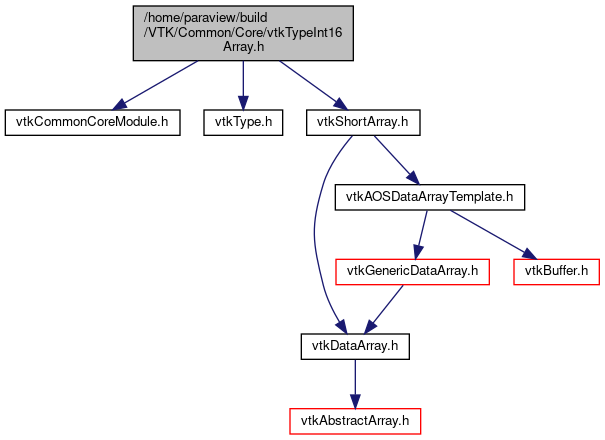 /home/paraview/build
/VTK/Common/Core/vtkTypeInt16
Array.h
vtkCommonCoreModule.h
vtkType.h
vtkShortArray.h
vtkAOSDataArrayTemplate.h
vtkGenericDataArray.h
vtkBuffer.h
vtkDataArray.h
vtkAbstractArray.h